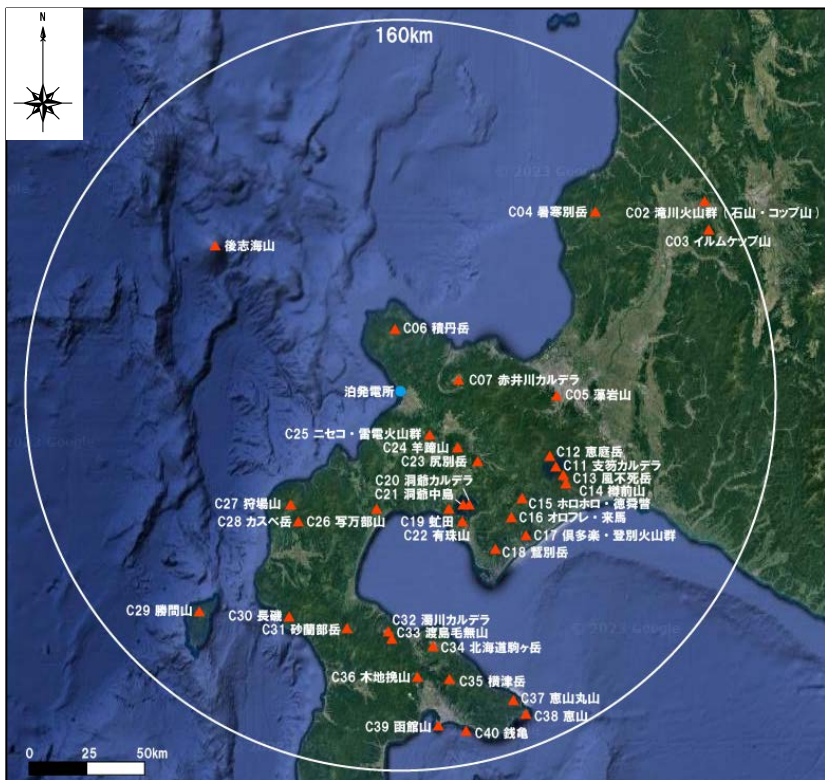 N
160km
C04 暑寒別岳
C02 滝川火山群（石山・コップ山）
C03 イルムケップ山
後志海山
C06 積丹岳
C07 赤井川カルデラ
泊発電所
C05 藻岩山
C25 ニセコ・雷電火山群
C24 羊蹄山
C23 尻別岳
C12 恵庭岳
C11 支笏カルデラ
C13 風不死岳
C14 樽前山
C20 洞爺カルデラ
C21 洞爺中島
C15 ホロホロ・徳舜瞥
C27 狩場山
C28 カスベ岳
C26 写万部山
C19 虻田
C16 オロフレ・来馬
C22 有珠山
C17 倶多楽・登別火山群
C18 鷲別岳
C29 勝間山
C30 長磯
C31 砂蘭部岳
C32 濁川カルデラ
C33 渡島毛無山
C34 北海道駒ヶ岳
C36 木地挽山
C35 横津岳
C37 恵山丸山
C38 恵山
C39 函館山
C40 銭亀
0 25 50km